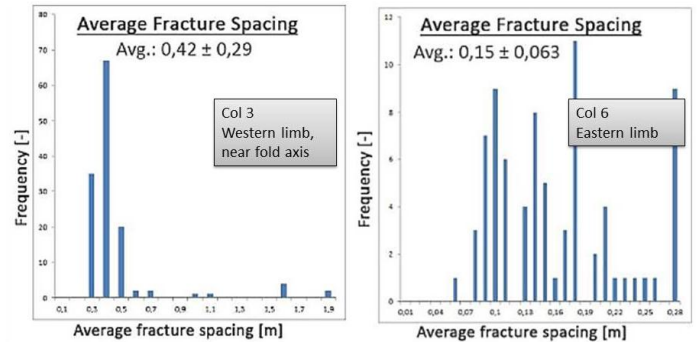 Average Fracture Spacing
Avg.: 0,42 ± 0,29
80
70
60
50
40
30
20
10
0
Frequency [-]
Col 3
Western limb,
near fold axis
0,1 0,3 0,5 0,7 0,9 1,1 1,3 1,5 1,7 1,9
Average fracture spacing [m]
Average Fracture Spacing
Avg.: 0,15 ± 0,063
12
10
8
6
4
2
0
Frequency [-]
Col 6
Eastern limb
0,01 0,04 0,07 0,1 0,13 0,16 0,19 0,22 0,25 0,28
Average fracture spacing [m]